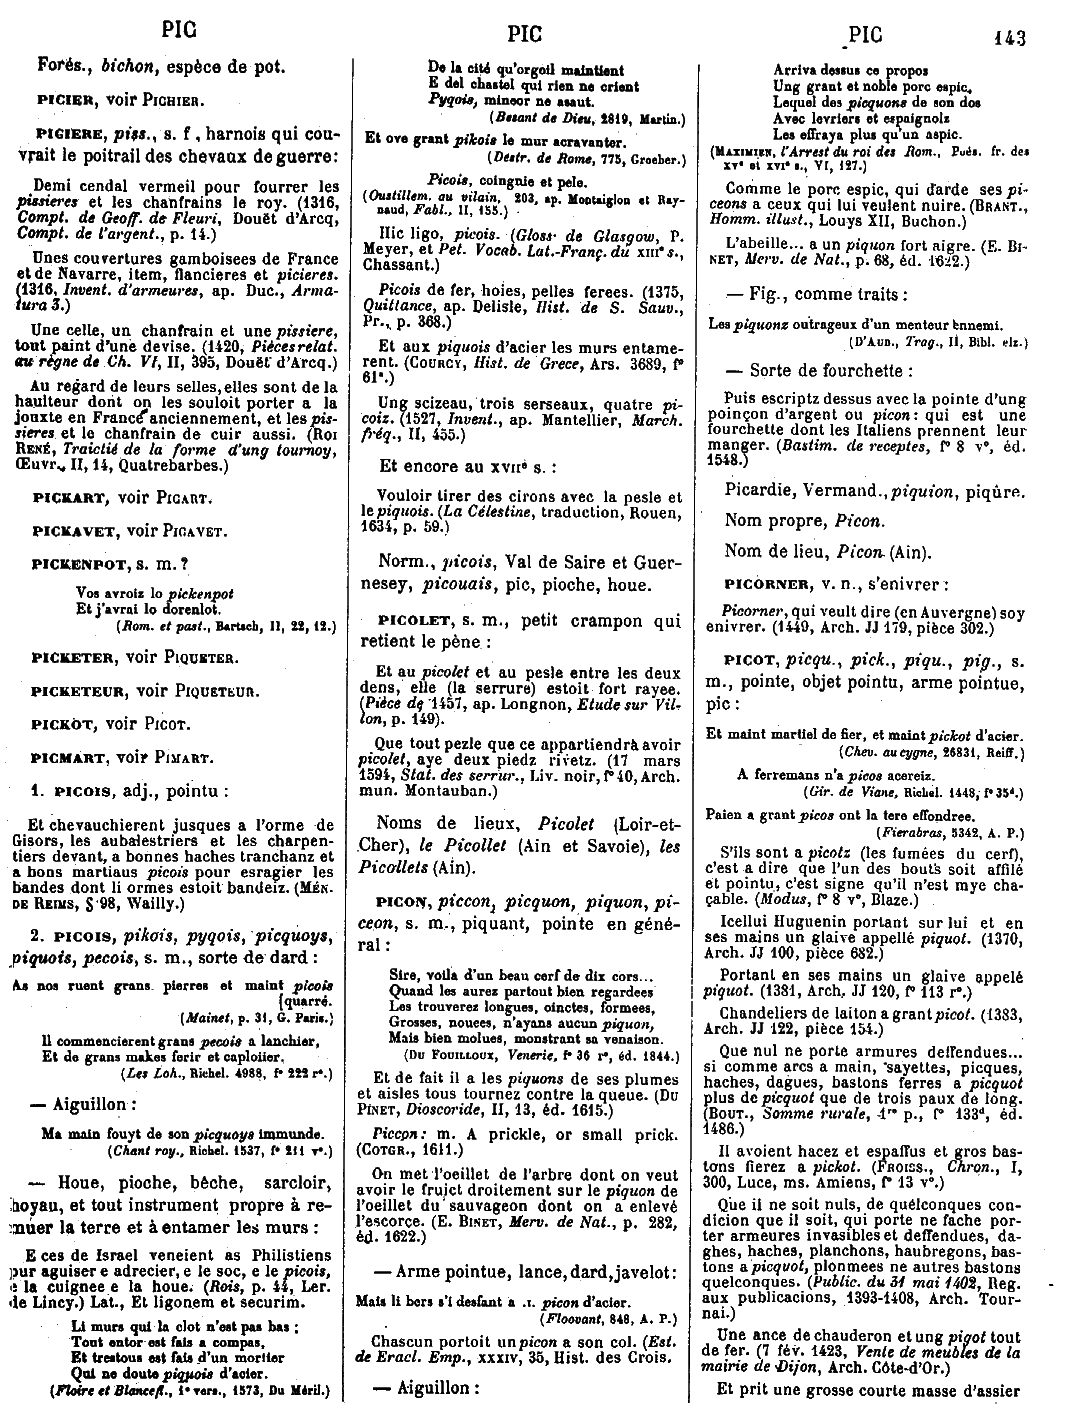 PIC
PIC
PIC
143
Forés., bichon, espèce de pot.
PICIER, voir PICHIER.
PICIERE, piss., s. f., harnois qui cou-
vrait le poitrail des chevaux de guerre:
Demi cendal vermeil pour fourrer les
pissieres et les chanfrains le roy. (1316,
Compt. de Geoff. de Fleuri, Douët d'Arcq,
Compt. de l'argent., p. 14.)
Unes couvertures gamboisees de France
et de Navarre, item, flancieres et picieres.
(1316, Invent. d'armeures, ap. Duc., Arma-
tura 3.)
Une celle, un chanfrain et une pissiere,
tout paint d'une devise. (1420, Pièces relat.
au règne de Ch. VI, II, 395, Douët d'Arcq.)
Au regard de leurs selles, elles sont de la
haulteur dont on les souloit porter a la
jouxte en France anciennement, et les pis-
sieres et le chanfrain de cuir aussi. (ROI
RENÉ, Traictié de la forme d'ung tournoy,
Œuvr., II, 14, Quatrebarbes.)
PICKART, voir PICART.
PICKAVET, voir PICAVET.
PICKENPOT, s. m. ?
Vos avroiz lo pickenpot
Et j'avrai lo dorenlot.
(Rom. et past., Bartsch, II, 22, 12.)
PICKETER, voir PIQUETER.
PICKETEUR, voir PIQUETEUR.
PICKOT, voir PICOT.
PICMART, voir PIMART.
1. PICOIS, adj., pointu :
Et chevauchierent jusques a l'orme de
Gisors, les aubalestriers et les charpen-
tiers devant, a bonnes haches tranchanz et
a bons martiaus picois pour esragier les
bandes dont li ormes estoit bandeiz. (MÉN.
DE REIMS, § 98, Wailly.)
2. PICOIS, pikois, pyqois, picquoys,
piquois, pecois, s. m., sorte de dard :
As nos ruent grans pierres et maint picois
[quarré.
(Mainet, p. 31, G. Paris.)
Il commencierent grans pecois a lanchier,
Et de grans makes ferir et caploiier.
(Les Loh., Richel. 4988, f° 222 r°.)
— Aiguillon :
Ma main fouyt de son picquoys immunde.
(Chant roy., Richel. 1537, f° 211 v°.)
— Houe, pioche, bêche, sarcloir,
hoyau, et tout instrument propre à re-
muer la terre et à entamer les murs :
E ces de Israel veneient as Philistiens
pur aguiser e adrecier, e le soc, e le picois,
e la cuignee e la houe. (Rois, p. 44, Ler.
de Lincy.) Lat., Et ligonem et securim.
Li murs qui la clot n'est pas bas ;
Tout entor est fais a compas,
Et trestous est fais d'un mortier
Qui ne doute piquois d'acier.
(Floire et Blancefl., 1e vers., 1573, Du Méril.)
De la cité qu'orgoil maintient
E del chastel qui rien ne crient
Pyqois, mineor ne asaut.
(Besant de Dieu, 2819, Martin.)
Et ove grant pikois le mur acravanter.
(Destr. de Rome, 775, Groeber.)
Picois, coingnie et pele.
(Oustillem. au vilain, 203, ap. Montaiglon et Ray-
naud, Fabl., II, 155.)
Hic ligo, picois. (Gloss. de Glasgow, P.
Meyer, et Pet. Vocab. Lat.-Franç. du XIIIe s.,
Chassant.)
Picois de fer, hoies, pelles ferees. (1375,
Quittance, ap. Delisle, Hist. de S. Sauv.,
Pr., p. 368.)
Et aux piquois d'acier les murs entame-
rent. (COURCY, Hist. de Grece, Ars. 3689, f°
61a.)
Ung scizeau, trois serseaux, quatre pi-
coiz. (1527, Invent., ap. Mantellier, March.
fréq., II, 455.)
Et encore au XVIIe s. :
Vouloir tirer des cirons avec la pesle et
le piquois. (La Célestine, traduction, Rouen,
1634, p. 59.)
Norm., picois, Val de Saire et Guer-
nesey, picouais, pic, pioche, houe.
PICOLET, s. m., petit crampon qui
retient le pêne :
Et au picolet et au pesle entre les deux
dens, elle (la serrure) estoit fort rayee.
(Pièce de 1457, ap. Longnon, Etude sur Vil-
lon, p. 149).
Que tout pezle que ce appartiendrà avoir
picolet, aye deux piedz rivetz. (17 mars
1594, Stat. des serrur., Liv. noir, f° 40, Arch.
mun. Montauban.)
Noms de lieux, Picolet (Loir-et-
Cher), le Picollet (Ain et Savoie), les
Picollets (Ain).
PICON, piccon, picquon, piquon, pi-
ceon, s. m., piquant, pointe en géné-
ral :
Sire, voila d'un beau cerf de dix cors...
Quand les aurez partout bien regardees
Les trouverez longues, oinctes, formees,
Grosses, nouees, n'ayans aucun piquon,
Mais bien molues, monstrant sa venaison.
(DU FOUILLOUX, Venerie, f° 36 r°, éd. 1844.)
Et de fait il a les piquons de ses plumes
et aisles tous tournez contre la queue. (DU
PINET, Dioscoride, II, 13, éd. 1615.)
Piccon : m. A prickle, or small prick.
(COTGR., 1611.)
On met l'oeillet de l'arbre dont on veut
avoir le fruict droitement sur le piquon de
l'oeillet du sauvageon dont on a enlevé
l'escorçe. (E. BINET, Merv. de Nat., p. 282,
éd. 1622.)
— Arme pointue, lance, dard, javelot :
Mais li bers s'i desfant a .I. picon d'acier.
(Floovant, 848, A. P.)
Chascun portoit un picon a son col. (Est.
de Eracl. Emp., XXXIV, 35, Hist. des Crois.
— Aiguillon :
Arriva dessus ce propos
Ung grant et noble porc espic,
Lequel des picquons de son dos
Avec levriers et espaignolz
Les effraya plus qu'un aspic.
(MAXIMIEN, l'Arrest du roi des Rom., Poés. fr. des
XVe et XVIe s., VI, 127.)
Comme le porc espic, qui darde ses pi-
ceons a ceux qui lui veulent nuire. (BRANT.,
Homm. illust., Louys XII, Buchon.)
L'abeille... a un piquon fort aigre. (E. BI-
NET, Merv. de Nat., p. 68, éd. 1622.)
— Fig., comme traits :
Les piquonz outrageux d'un menteur ennemi.
(D'AUB., Trag., II, Bibl. elz.)
— Sorte de fourchette :
Puis escriptz dessus avec la pointe d'ung
poinçon d'argent ou picon : qui est une
fourchette dont les Italiens prennent leur
manger. (Bastim. de receptes, f° 8 v°, éd.
1548.)
Picardie, Vermand., piquion, piqûre.
Nom propre, Picon.
Nom de lieu, Picon (Ain).
PICORNER, v. n., s'enivrer :
Picorner, qui veult dire (en Auvergne) soy
enivrer. (1449, Arch. JJ 179, pièce 302.)
PICOT, picqu., pick., piqu., pig., s.
m., pointe, objet pointu, arme pointue,
pic :
Et maint martiel de fier, et maint pickot d'acier.
(Chev. au cygne, 26831, Reiff.)
A ferremans n'a picos acereiz.
(Gir. de Viane, Richel. 1448, f° 35d.)
Paien a grant picos ont la tere effondree.
(Fierabras, 5342, A. P.)
S'ils sont a picotz (les fumées du cerf),
c'est a dire que l'un des bouts soit affilé
et pointu, c'est signe qu'il n'est mye cha-
çable. (Modus, f° 8 v°, Blaze.)
Icellui Huguenin portant sur lui et en
ses mains un glaive appellé piquot. (1370,
Arch. JJ 100, pièce 682.)
Portant en ses mains un glaive appelé
piquot. (1381, Arch. JJ 120, f° 113 r°.)
Chandeliers de laiton a grant picot. (1383,
Arch. JJ 122, pièce 154.)
Que nul ne porte armures deffendues...
si comme arcs a main, sayettes, picques,
haches, dagues, bastons ferres a picquot
plus de picquot que de trois paux de long.
(BOUT., Somme rurale, 1re p., f° 133d, éd.
1486.)
Il avoient hacez et espaffus et gros bas-
tons fierez a pickot. (FROISS., Chron., I,
300, Luce, ms. Amiens, f° 13 v°.)
Que il ne soit nuls, de quelconques con-
dicion que il soit, qui porte ne fache por-
ter armeures invasibles et deffendues, da-
ghes, haches, planchons, haubregons, bas-
tons a picquot, plonmees ne autres bastons
quelconques. (Public. du 31 mai 1402, Reg.
aux publicacions, 1393-1408, Arch. Tour-
nai.)
Une ance de chauderon et ung pigot tout
de fer. (7 fév. 1423, Vente de meubles de la
mairie de Dijon, Arch. Côte-d'Or.)
Et prit une grosse courte masse d'assier